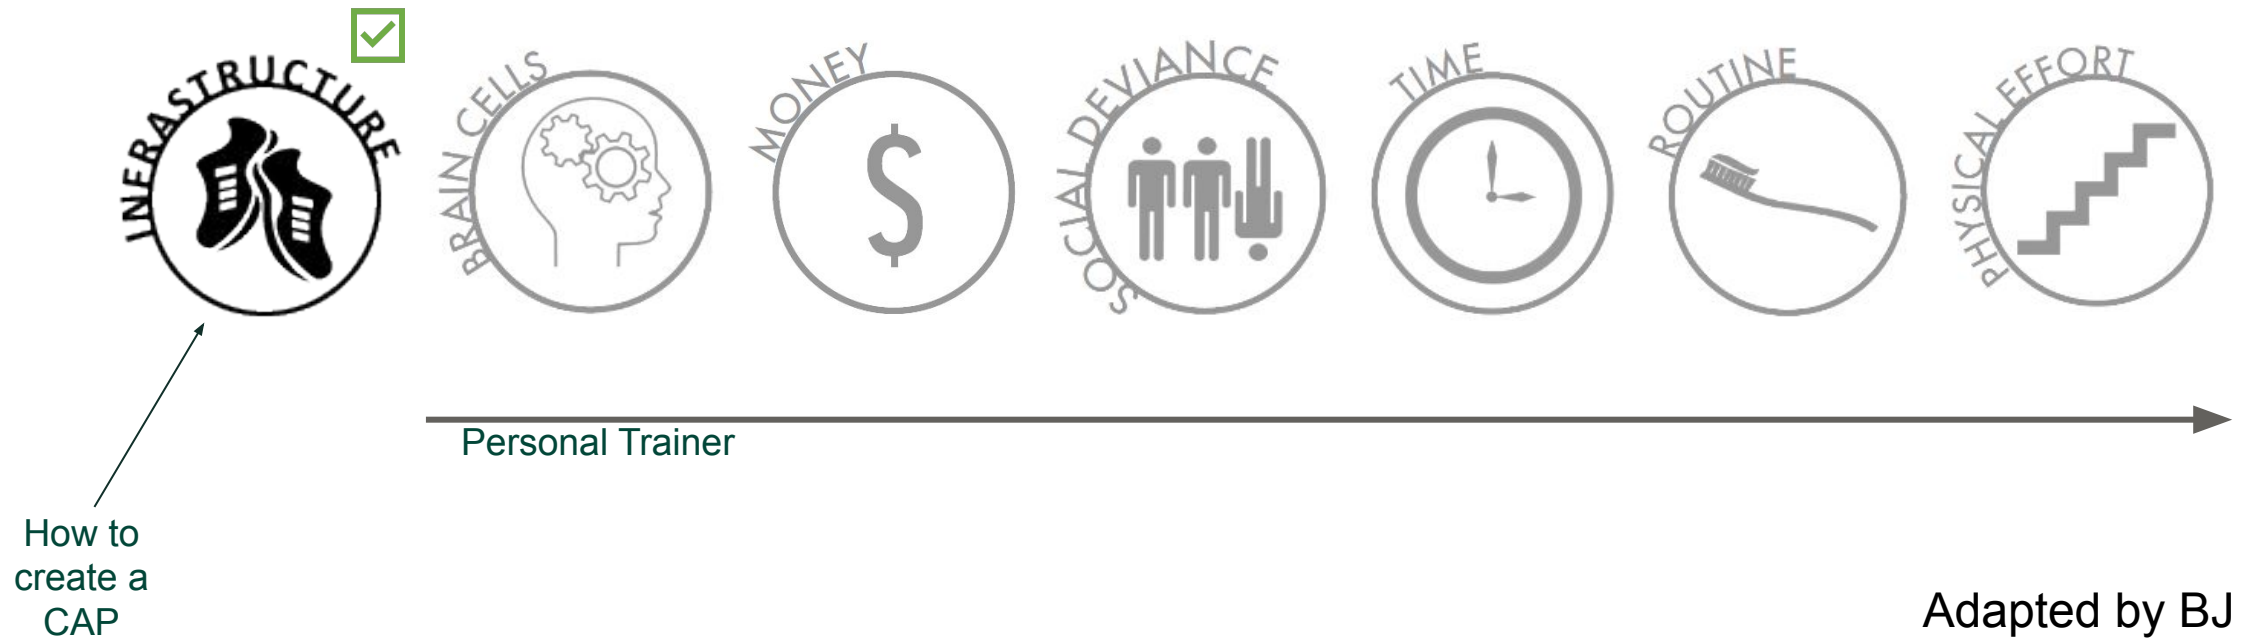 INFRASTRUCTURE
BRAIN CELLS
MONEY
$
SOCIAL DEVIANCE
TIME
ROUTINE
PHYSICAL EFFORT
Personal Trainer
How to
create a
CAP
Adapted by BJ